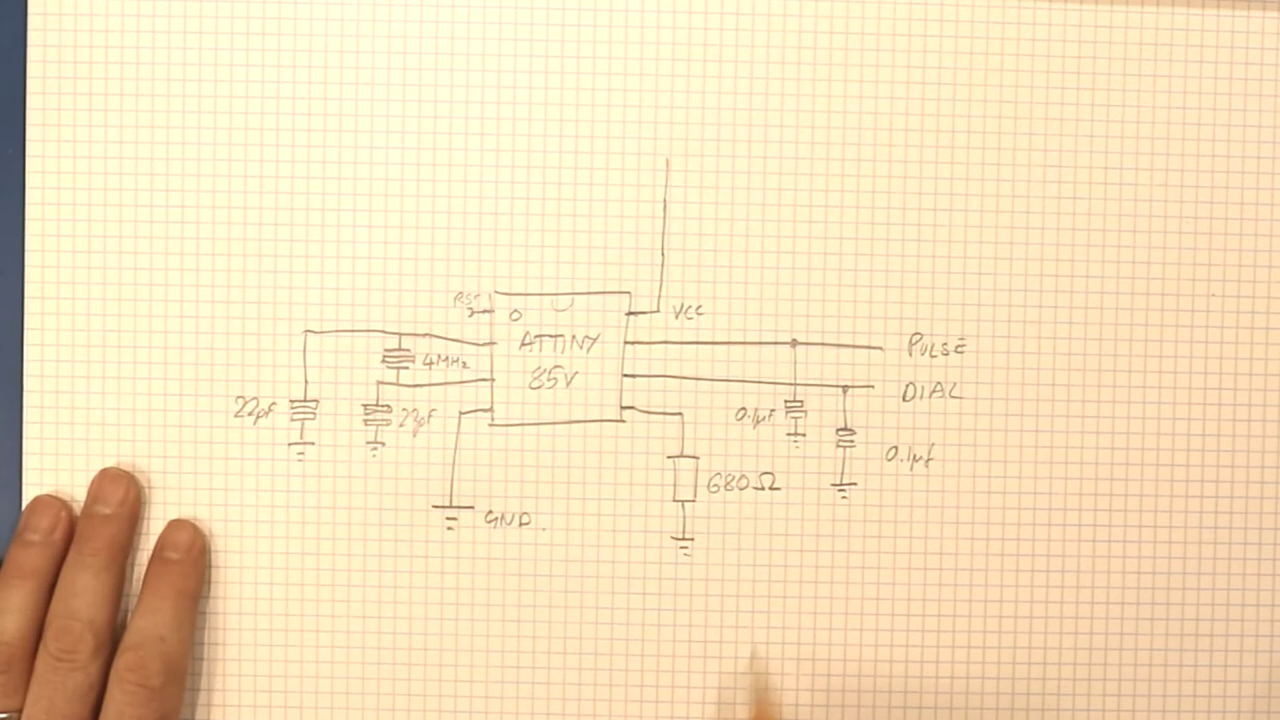 RST
VCC
ATTINY
85V
4MHz
PULSE
DIAL
22pF
22pF
0.1µF
0.1µf
680Ω
GND.